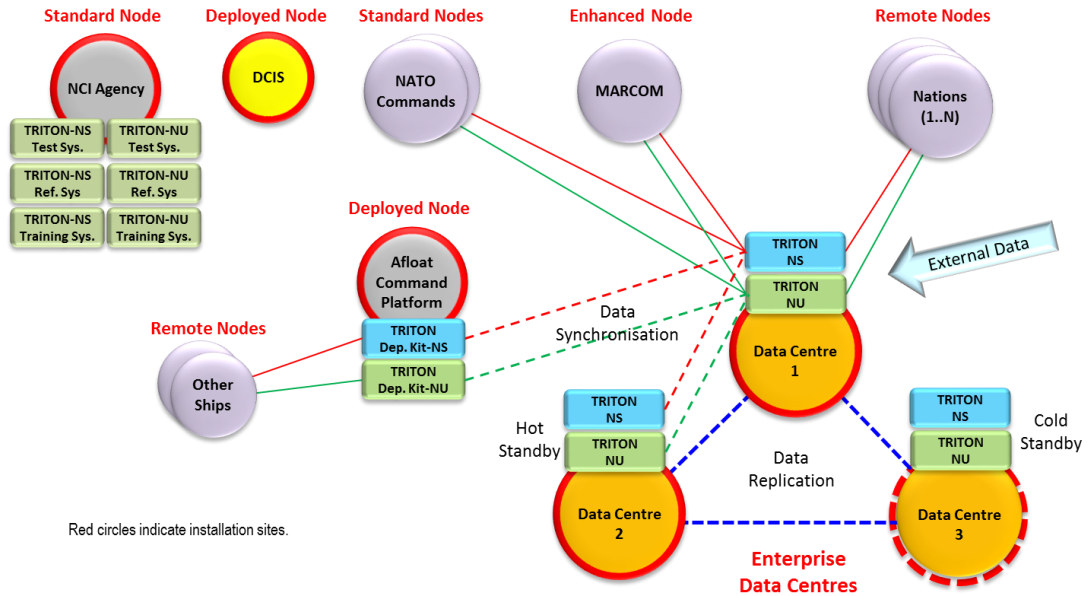 Standard Node
Deployed Node
Standard Nodes
Enhanced Node
Remote Nodes
NCI Agency
DCIS
NATO
Commands
MARCOM
Nations
(1..N)
TRITON-NS
Test Sys.
TRITON-NU
Test Sys.
TRITON-NS
Ref. Sys
TRITON-NU
Ref. Sys
TRITON-NS
Training Sys.
TRITON-NU
Training Sys.
Deployed Node
Afloat
Command
Platform
TRITON
Dep. Kit-NS
TRITON
Dep. Kit-NU
Remote Nodes
Other
Ships
TRITON
NS
TRITON
NU
External Data
Data
Synchronisation
Data Centre
1
Hot
Standby
TRITON
NS
TRITON
NU
Data Centre
2
Data
Replication
TRITON
NS
TRITON
NU
Cold
Standby
Data Centre
3
Red circles indicate installation sites.
Enterprise
Data Centres